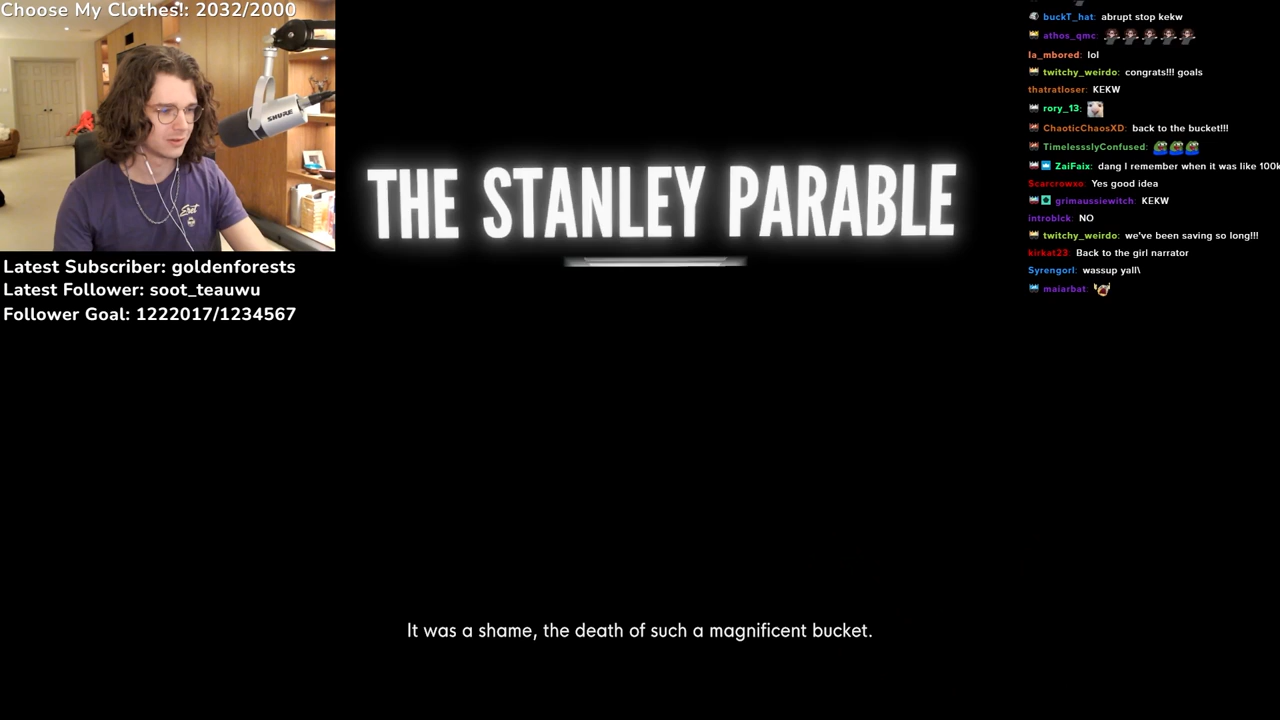 Choose My Clothes!: 2032/2000
SHURE
Eret
Latest Subscriber: goldenforests
Latest Follower: soot_teauwu
Follower Goal: 1222017/1234567
THE STANLEY PARABLE
It was a shame, the death of such a magnificent bucket.
buckT_hat: abrupt stop kekw
athos_qmc:
la_mbored: lol
twitchy_weirdo: congrats!!! goals
thatratloser: KEKW
rory_13:
ChaoticChaosXD: back to the bucket!!!
TimelessslyConfused:
ZaiFaix: dang I remember when it was like 100k
Scarcrowxo: Yes good idea
grimaussiewitch: KEKW
introblck: NO
twitchy_weirdo: we've been saving so long!!!
kirkat23: Back to the girl narrator
Syrengorl: wassup yall\
maiarbat: